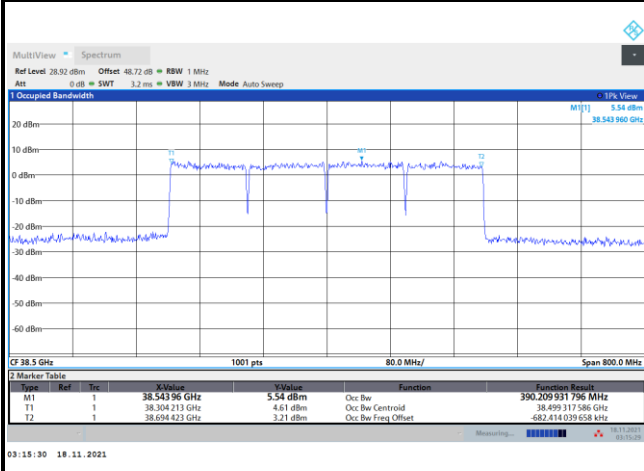 MultiView Spectrum
Ref Level 28.92 dBm Offset 48.72 dB RBW 1 MHz
Att 0 dB SWT 3.2 ms VBW 3 MHz Mode Auto Sweep
1 Occupied Bandwidth 1Pk View
M1[1] 5.54 dBm
38.543 960 GHz
20 dBm
10 dBm
T1 M1 T2
0 dBm
-10 dBm
-20 dBm
-30 dBm
-40 dBm
-50 dBm
-60 dBm
CF 38.5 GHz 1001 pts 80.0 MHz/ Span 800.0 MHz
2 Marker Table
Type Ref Trc X-Value Y-Value Function Function Result
M1 1 38.543 96 GHz 5.54 dBm Occ Bw 390.209 931 796 MHz
T1 1 38.304 213 GHz 4.61 dBm Occ Bw Centroid 38.499 317 586 GHz
T2 1 38.694 423 GHz 3.21 dBm Occ Bw Freq Offset -682.414 039 658 kHz
Measuring... 18.11.2021
03:15:29
03:15:30 18.11.2021